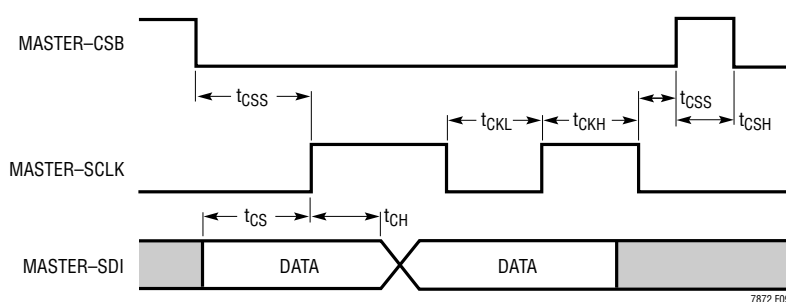 MASTER–CSB
tCSS
tCKL
tCKH
tCSS
tCSH
MASTER–SCLK
tCS
tCH
MASTER–SDI
DATA
DATA